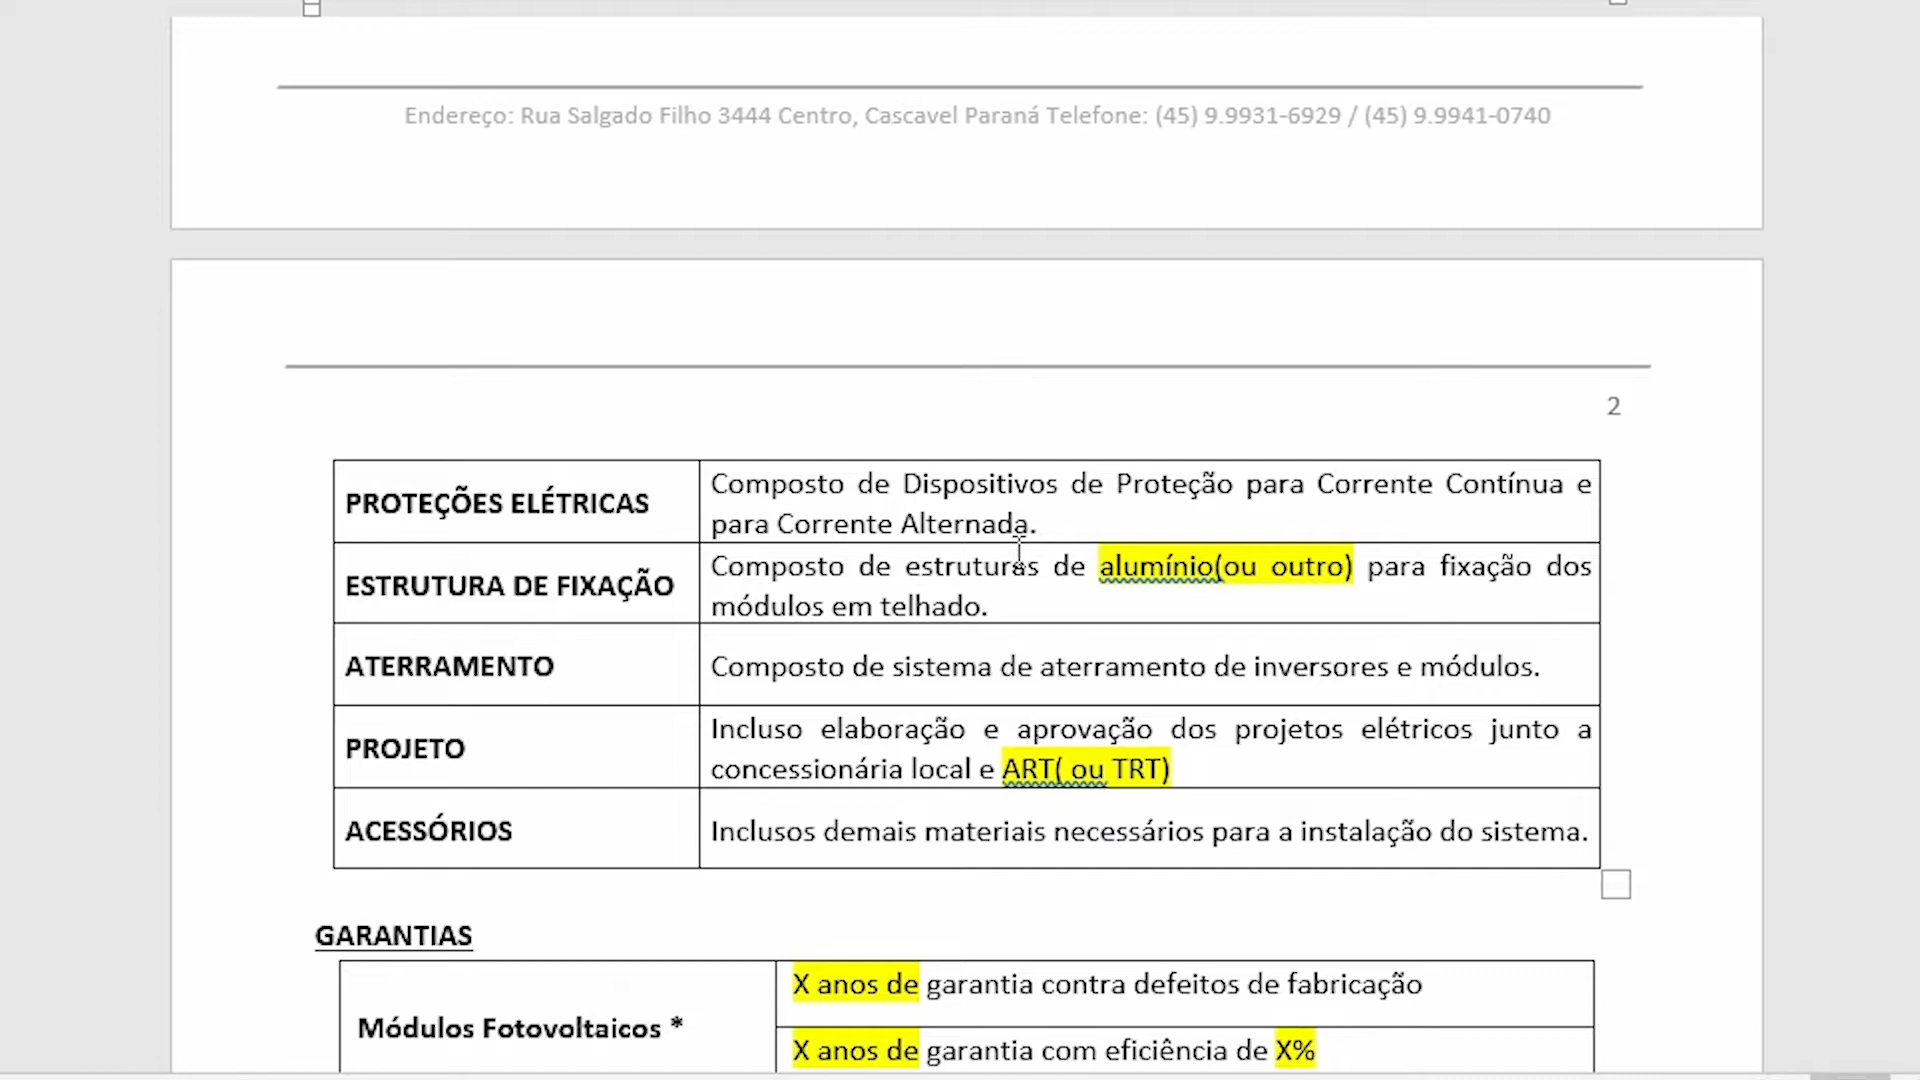 Endereço: Rua Salgado Filho 3444 Centro, Cascavel Paraná Telefone: (45) 9.9931-6929 / (45) 9.9941-0740
2
PROTEÇÕES ELÉTRICAS
Composto de Dispositivos de Proteção para Corrente Contínua e
para Corrente Alternada.
ESTRUTURA DE FIXAÇÃO
Composto de estruturas de alumínio(ou outro) para fixação dos
módulos em telhado.
ATERRAMENTO
Composto de sistema de aterramento de inversores e módulos.
PROJETO
Incluso elaboração e aprovação dos projetos elétricos junto a
concessionária local e ART( ou TRT)
ACESSÓRIOS
Inclusos demais materiais necessários para a instalação do sistema.
GARANTIAS
Módulos Fotovoltaicos *
X anos de garantia contra defeitos de fabricação
X anos de garantia com eficiência de X%